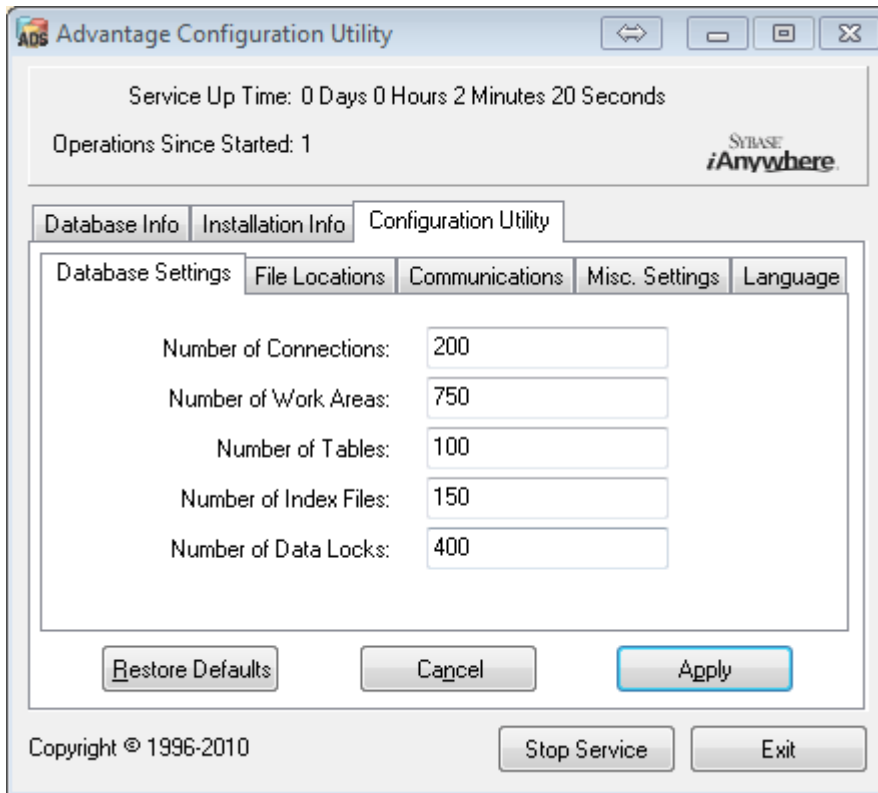 ADS Advantage Configuration Utility
Service Up Time: 0 Days 0 Hours 2 Minutes 20 Seconds
Operations Since Started: 1
SYBASE
iAnywhere.
Database Info Installation Info Configuration Utility
Database Settings File Locations Communications Misc. Settings Language
Number of Connections: 200
Number of Work Areas: 750
Number of Tables: 100
Number of Index Files: 150
Number of Data Locks: 400
Restore Defaults Cancel Apply
Copyright © 1996-2010 Stop Service Exit